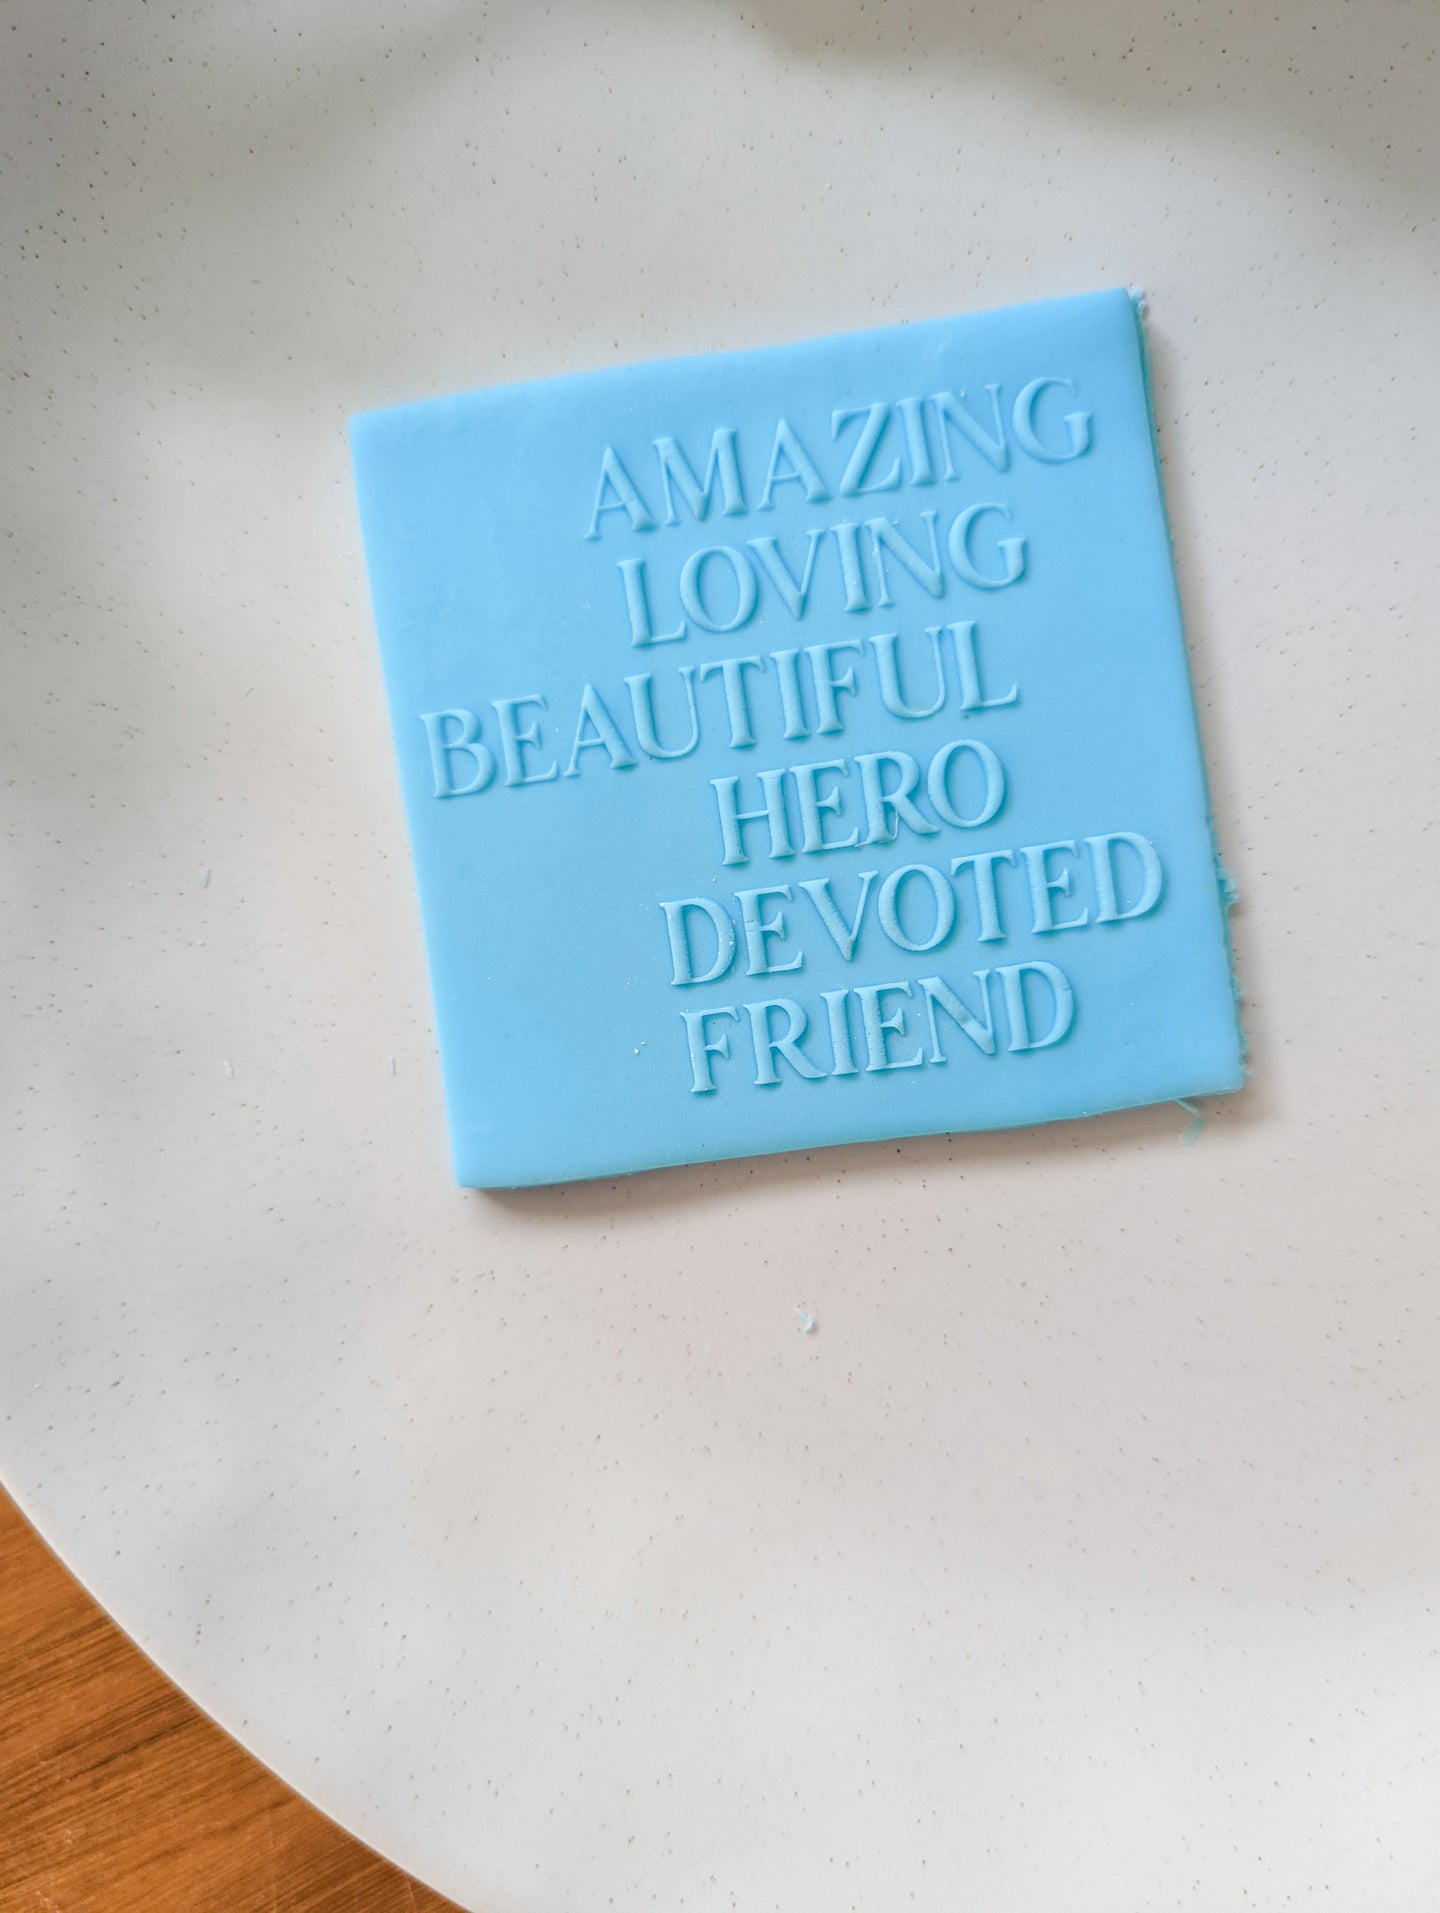 AMAZING
LOVING
BEAUTIFUL
HERO
DEVOTED
FRIEND